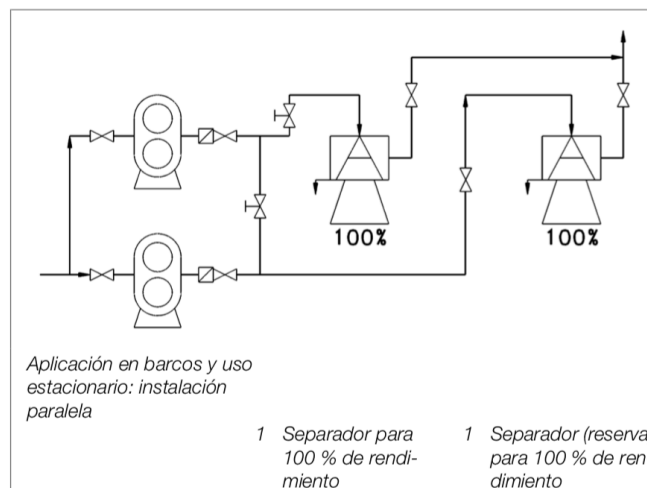 100%
100%
Aplicación en barcos y uso
estacionario: instalación
paralela
1 Separador para
100 % de rendi-
miento
1 Separador (reserva
para 100 % de ren-
dimiento